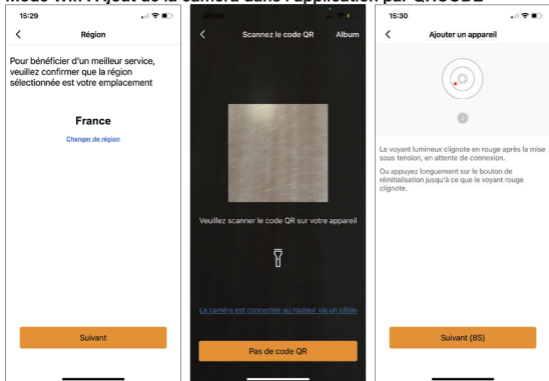 Mode Wifi : Ajout de la caméra dans l'application par QRCODE
15:29
Région
Pour bénéficier d'un meilleur service,
veuillez confirmer que la région
sélectionnée est votre emplacement
France
Changer de région
Suivant
Scannez le code QR
Album
Veuillez scanner le code QR sur votre appareil
La caméra est connectée au routeur via un câble
Pas de code QR
15:30
Ajouter un appareil
Le voyant lumineux clignote en rouge après la mise
sous tension, en attente de connexion.
Ou appuyez longuement sur le bouton de
réinitialisation jusqu'à ce que le voyant rouge
clignote.
Suivant (8S)